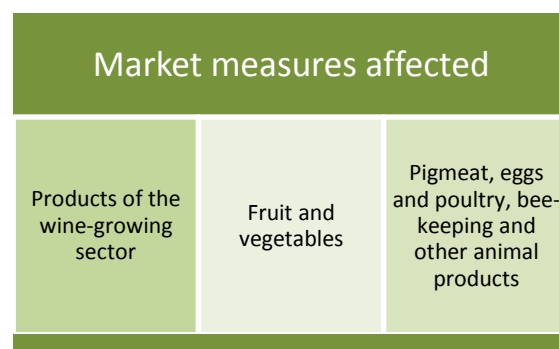 Market measures affected
Products of the
wine-growing
sector
Fruit and
vegetables
Pigmeat, eggs
and poultry, bee-
keeping and
other animal
products